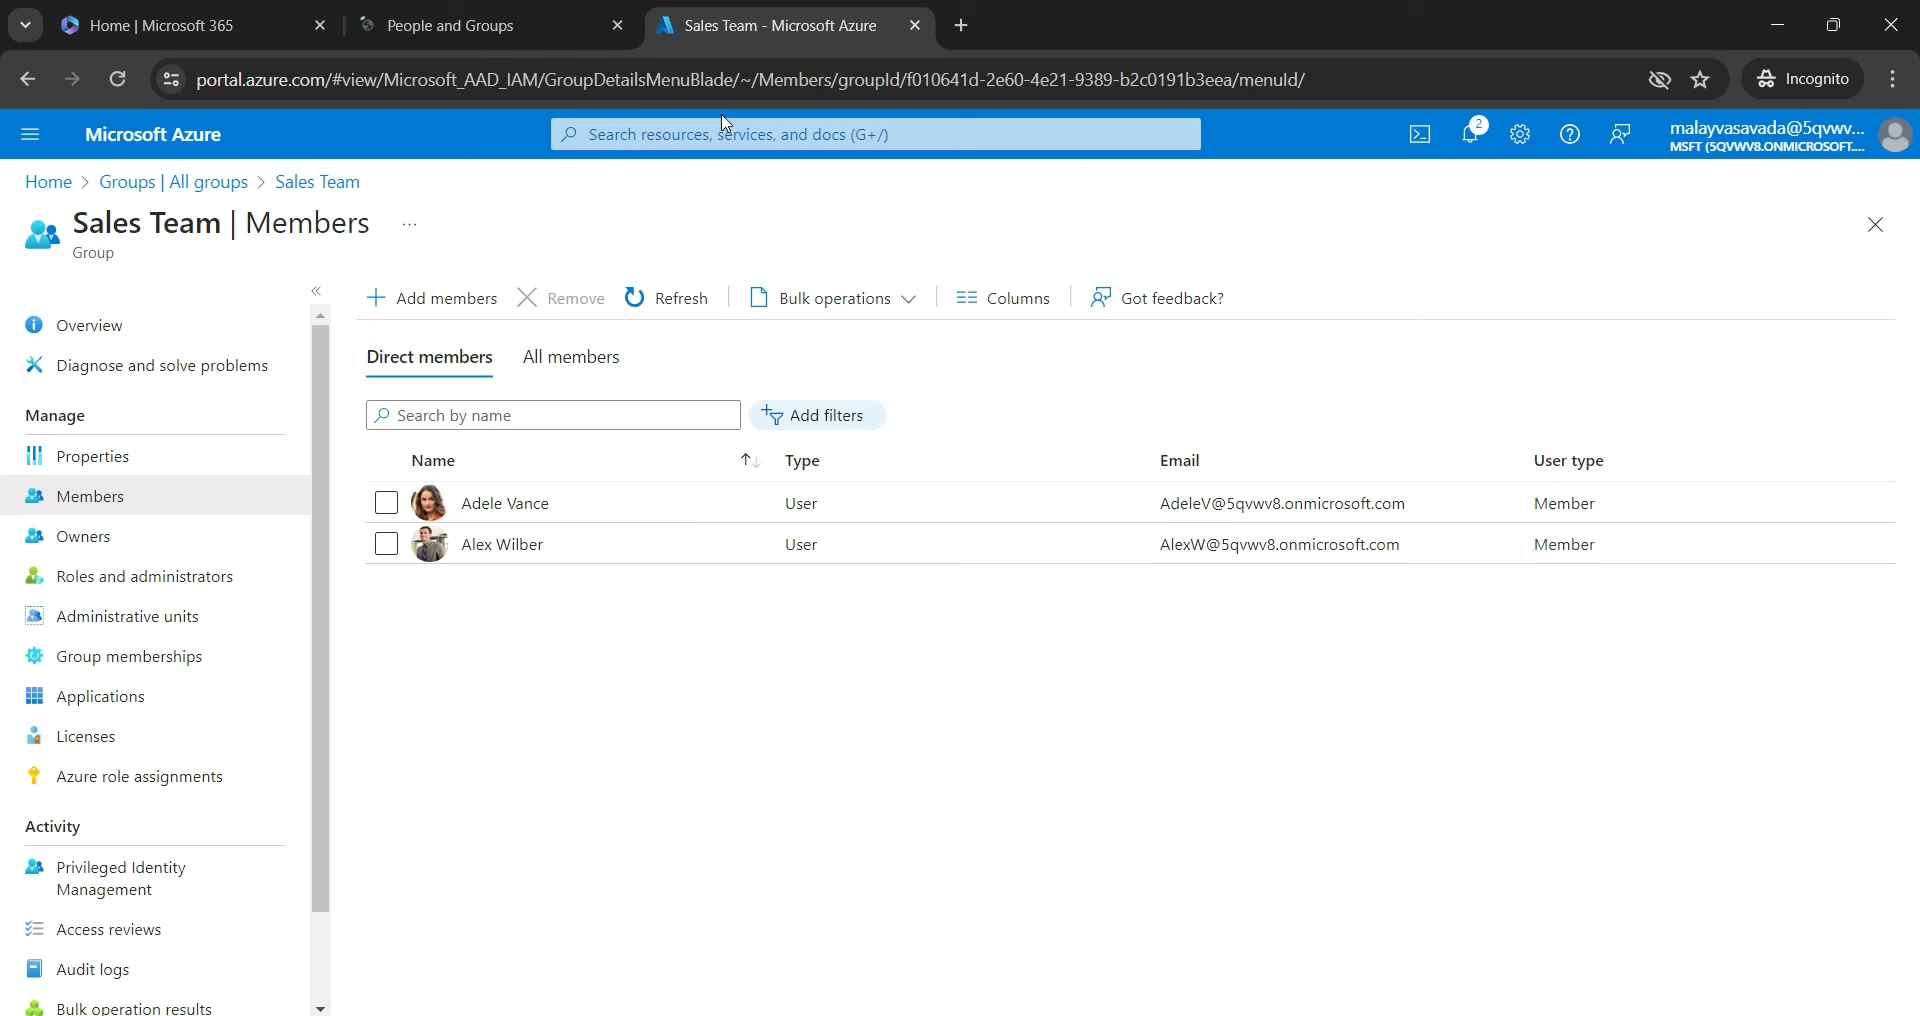 Home | Microsoft 365
People and Groups
Sales Team - Microsoft Azure
portal.azure.com/#view/Microsoft_AAD_IAM/GroupDetailsMenuBlade/~/Members/groupId/f010641d-2e60-4e21-9389-b2c0191b3eea/menuId/
Incognito
Microsoft Azure
Search resources, services, and docs (G+/)
2
malayvasavada@5qvwv...
MSFT (5QVWV8.ONMICROSOFT....
Home > Groups | All groups > Sales Team
Sales Team | Members ...
Group
Add members
Remove
Refresh
Bulk operations
Columns
Got feedback?
Overview
Diagnose and solve problems
Manage
Properties
Members
Owners
Roles and administrators
Administrative units
Group memberships
Applications
Licenses
Azure role assignments
Activity
Privileged Identity
Management
Access reviews
Audit logs
Bulk operation results
Direct members
All members
Search by name
Add filters
Name Type Email User type
Adele Vance User AdeleV@5qvwv8.onmicrosoft.com Member
Alex Wilber User AlexW@5qvwv8.onmicrosoft.com Member